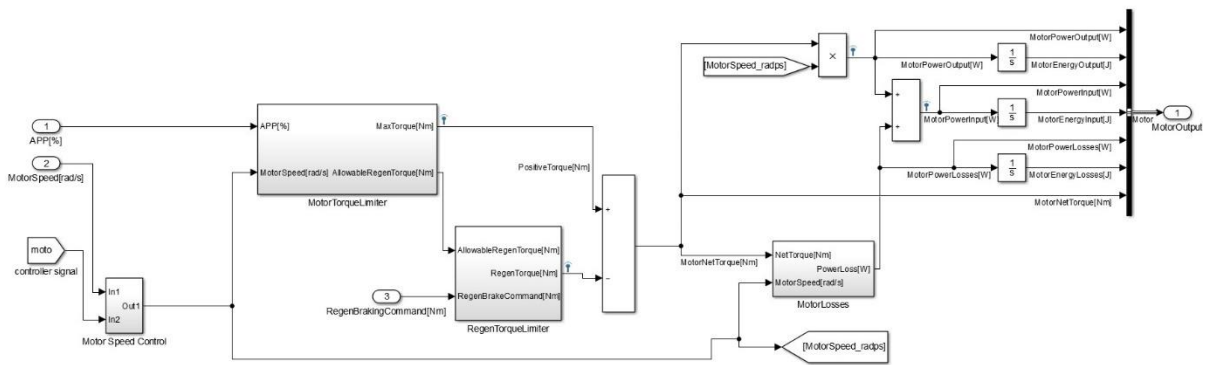 1
APP[%]
2
MotorSpeed[rad/s]
moto
controller signal
In1
Out1
In2
Motor Speed Control
APP[%]
MaxTorque[Nm]
MotorSpeed[rad/s]
AllowableRegenTorque[Nm]
MotorTorqueLimiter
AllowableRegenTorque[Nm]
RegenTorque[Nm]
RegenBrakeCommand[Nm]
RegenTorqueLimiter
3
RegenBrakingCommand[Nm]
PositiveTorque[Nm]
+
−
MotorNetTorque[Nm]
[MotorSpeed_radps]
×
+
+
NetTorque[Nm]
PowerLoss[W]
MotorSpeed[rad/s]
MotorLosses
[MotorSpeed_radps]
MotorPowerOutput[W]
MotorPowerOutput[W]
1
s
MotorEnergyOutput[J]
MotorPowerInput[W]
MotorPowerInput[W]
1
s
MotorEnergyInput[J]
MotorPowerLosses[W]
MotorPowerLosses[W]
1
s
MotorEnergyLosses[J]
MotorNetTorque[Nm]
Motor
1
MotorOutput